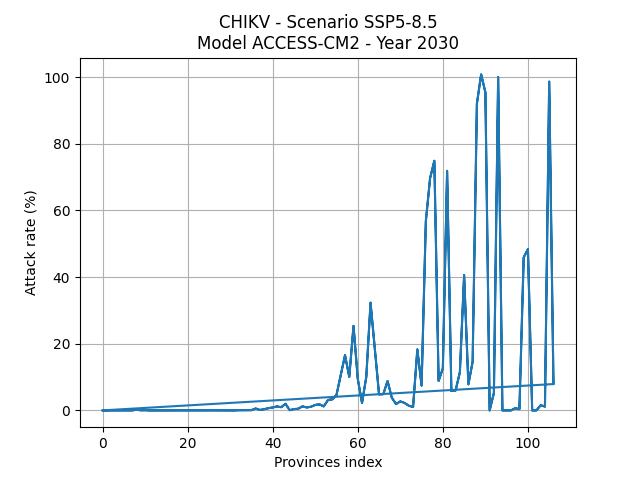 CHIKV - Scenario SSP5-8.5
Model ACCESS-CM2 - Year 2030
100
80
60
40
20
0
Attack rate (%)
0 20 40 60 80 100
Provinces index